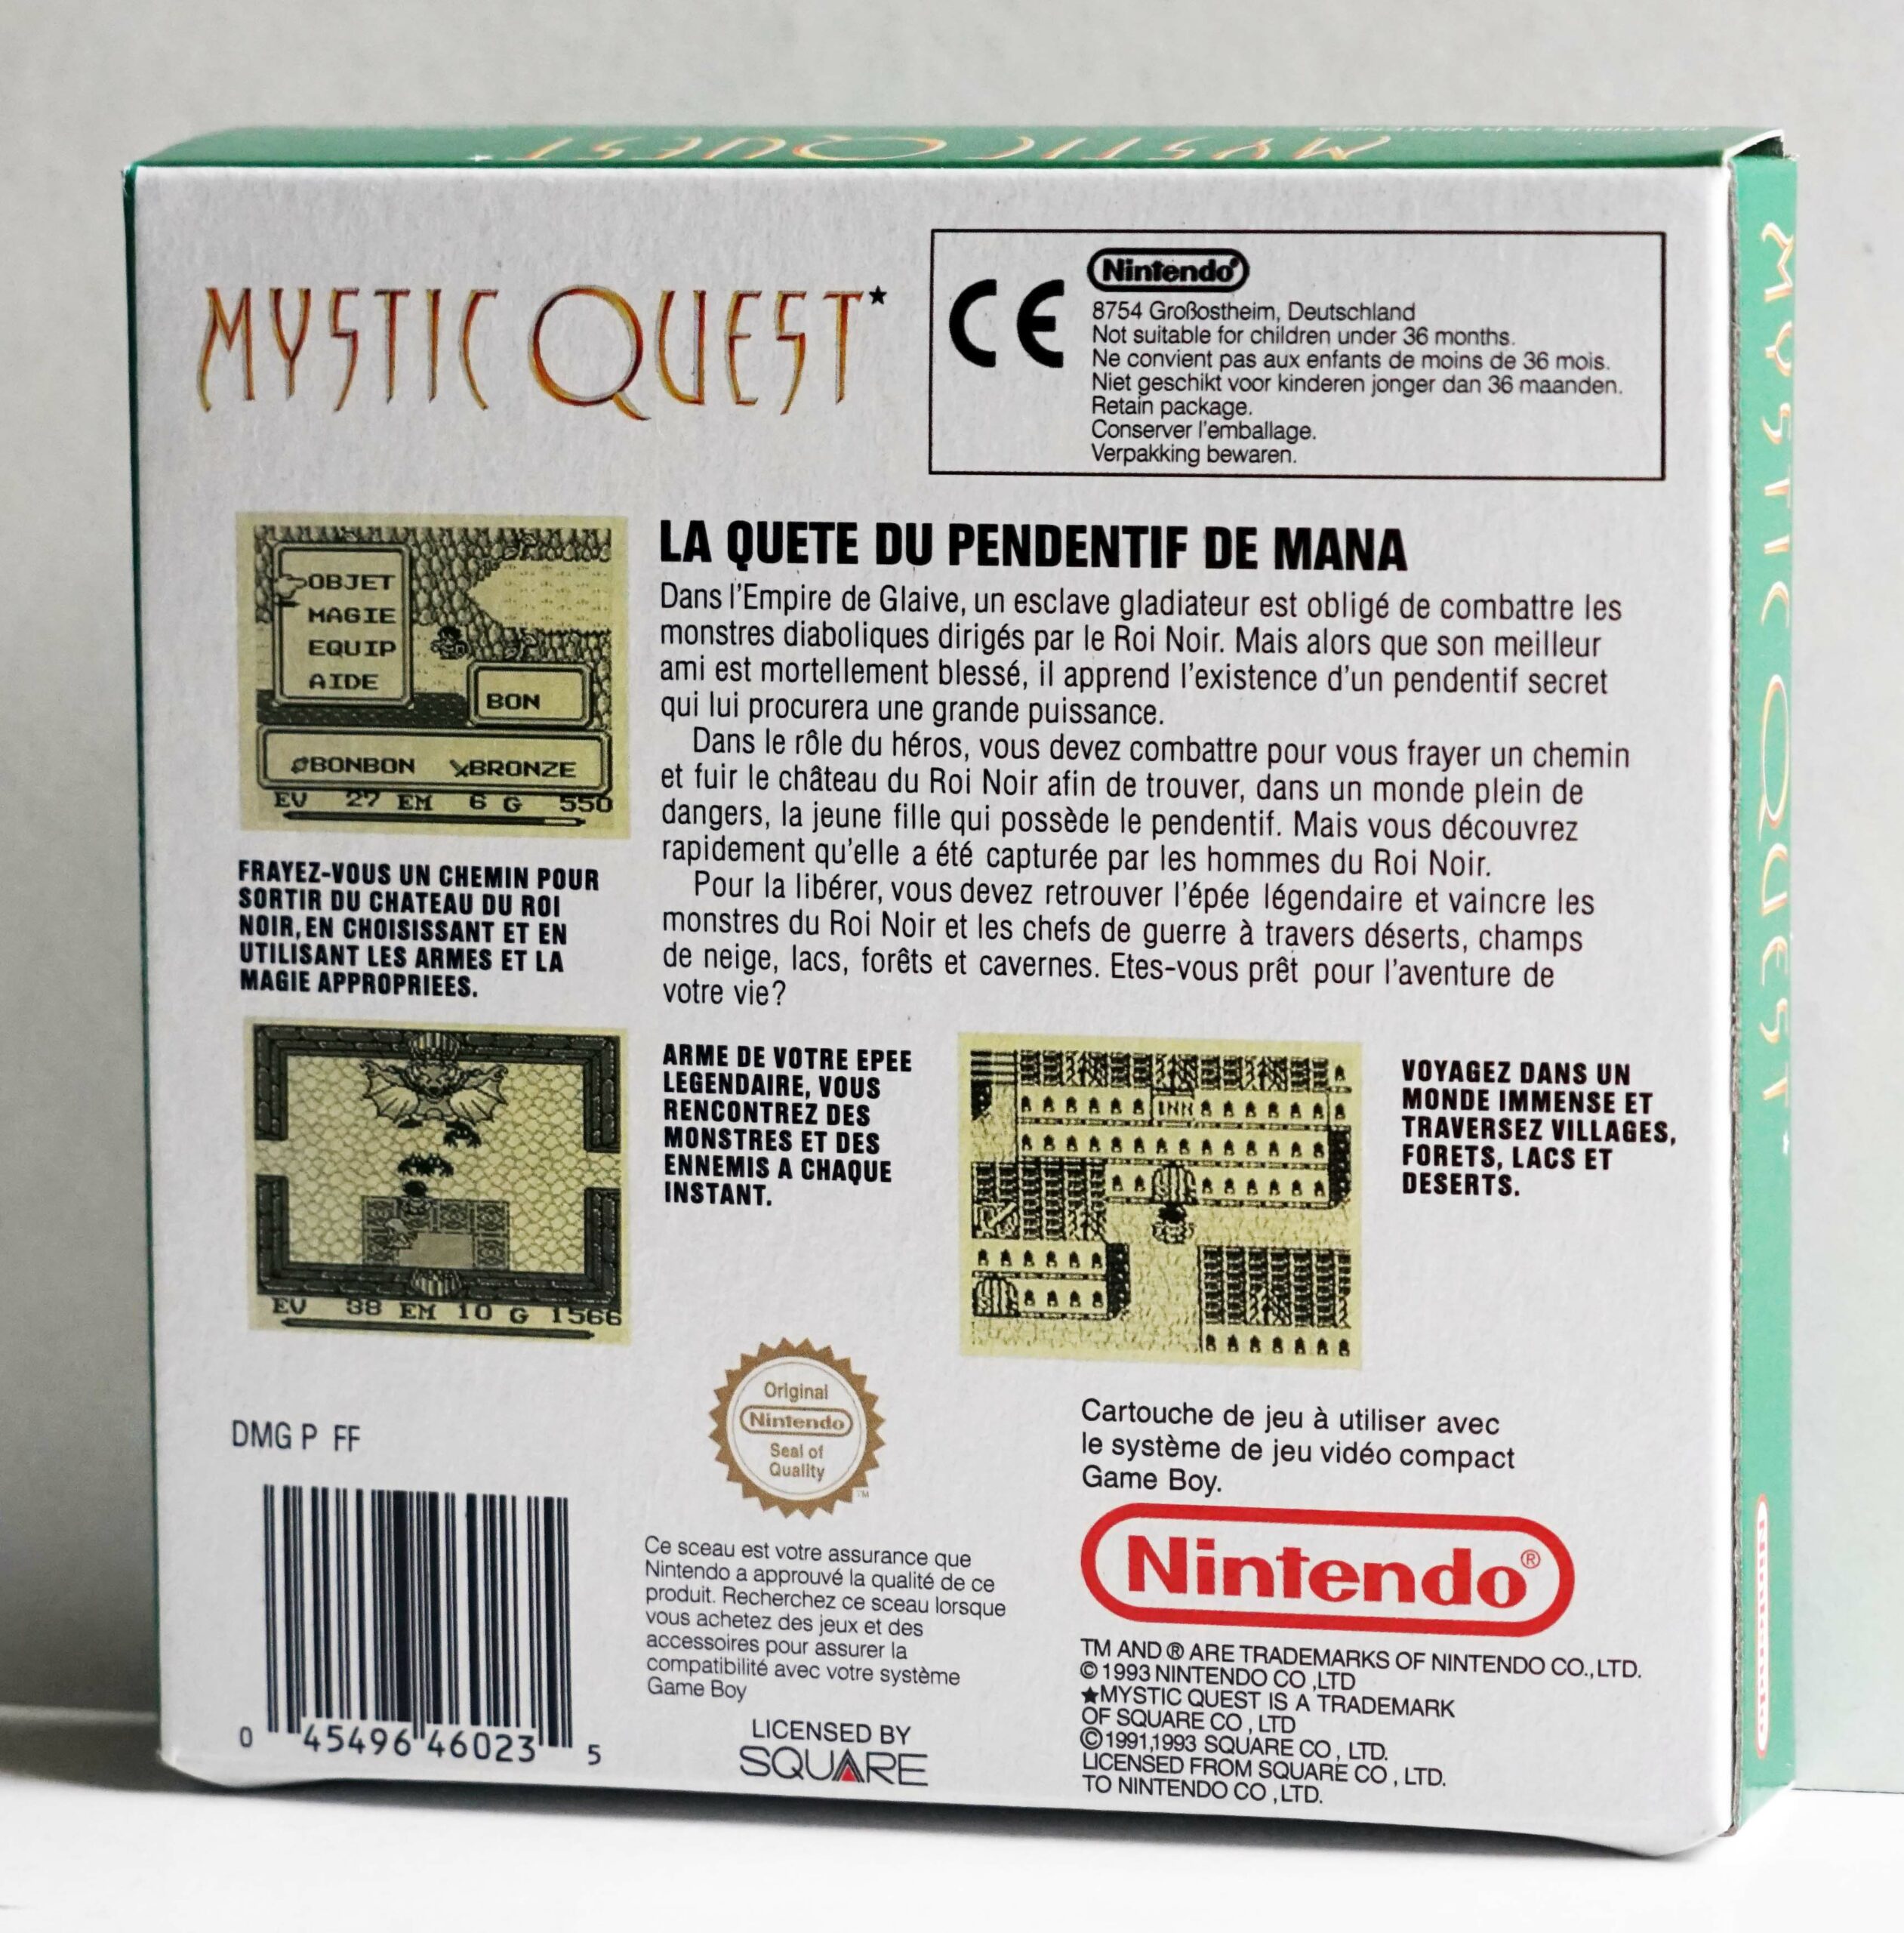 MYSTIC QUEST★
MYSTIC QUEST★
Nintendo
MYSTIC QUEST★
CE
Nintendo®
8754 Großostheim, Deutschland
Not suitable for children under 36 months.
Ne convient pas aux enfants de moins de 36 mois.
Niet geschikt voor kinderen jonger dan 36 maanden.
Retain package.
Conserver l'emballage.
Verpakking bewaren.
OBJET
MAGIE
EQUIP
AIDE
BON
BONBON BRONZE
EV 27 EM 6 G 550
FRAYEZ-VOUS UN CHEMIN POUR
SORTIR DU CHATEAU DU ROI
NOIR, EN CHOISISSANT ET EN
UTILISANT LES ARMES ET LA
MAGIE APPROPRIEES.
LA QUETE DU PENDENTIF DE MANA
Dans l'Empire de Glaive, un esclave gladiateur est obligé de combattre les
monstres diaboliques dirigés par le Roi Noir. Mais alors que son meilleur
ami est mortellement blessé, il apprend l'existence d'un pendentif secret
qui lui procurera une grande puissance.
Dans le rôle du héros, vous devez combattre pour vous frayer un chemin
et fuir le château du Roi Noir afin de trouver, dans un monde plein de
dangers, la jeune fille qui possède le pendentif. Mais vous découvrez
rapidement qu'elle a été capturée par les hommes du Roi Noir.
Pour la libérer, vous devez retrouver l'épée légendaire et vaincre les
monstres du Roi Noir et les chefs de guerre à travers déserts, champs
de neige, lacs, forêts et cavernes. Etes-vous prêt pour l'aventure de
votre vie?
EV 38 EM 10 G 1566
ARME DE VOTRE EPEE
LEGENDAIRE, VOUS
RENCONTREZ DES
MONSTRES ET DES
ENNEMIS A CHAQUE
INSTANT.
INN
VOYAGEZ DANS UN
MONDE IMMENSE ET
TRAVERSEZ VILLAGES,
FORETS, LACS ET
DESERTS.
DMG P FF
0 45496 46023 5
Original
Nintendo
Seal of
Quality
TM
Ce sceau est votre assurance que
Nintendo a approuvé la qualité de ce
produit. Recherchez ce sceau lorsque
vous achetez des jeux et des
accessoires pour assurer la
compatibilité avec votre système
Game Boy
LICENSED BY
SQUARE
Cartouche de jeu à utiliser avec
le système de jeu vidéo compact
Game Boy.
Nintendo®
TM AND ® ARE TRADEMARKS OF NINTENDO CO., LTD.
© 1993 NINTENDO CO ,LTD
★MYSTIC QUEST IS A TRADEMARK
OF SQUARE CO , LTD
©1991,1993 SQUARE CO , LTD.
LICENSED FROM SQUARE CO , LTD.
TO NINTENDO CO ,LTD.